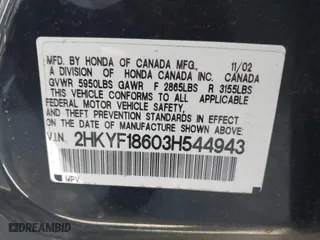 MFD. BY HONDA OF CANADA MFG., 11/02
A DIVISION OF HONDA CANADA INC. CANADA
GVWR 5950LBS GAWR F 2865LBS R 3155LBS
THIS VEHICLE CONFORMS TO ALL APPLICABLE
FEDERAL MOTOR VEHICLE SAFETY
AND THEFT PREVENTION STANDARDS IN EFFECT
ON THE DATE OF MANUFACTURE SHOWN ABOVE.
V.I.N. 2HKYF18603H544943
MPV
DREAMBID